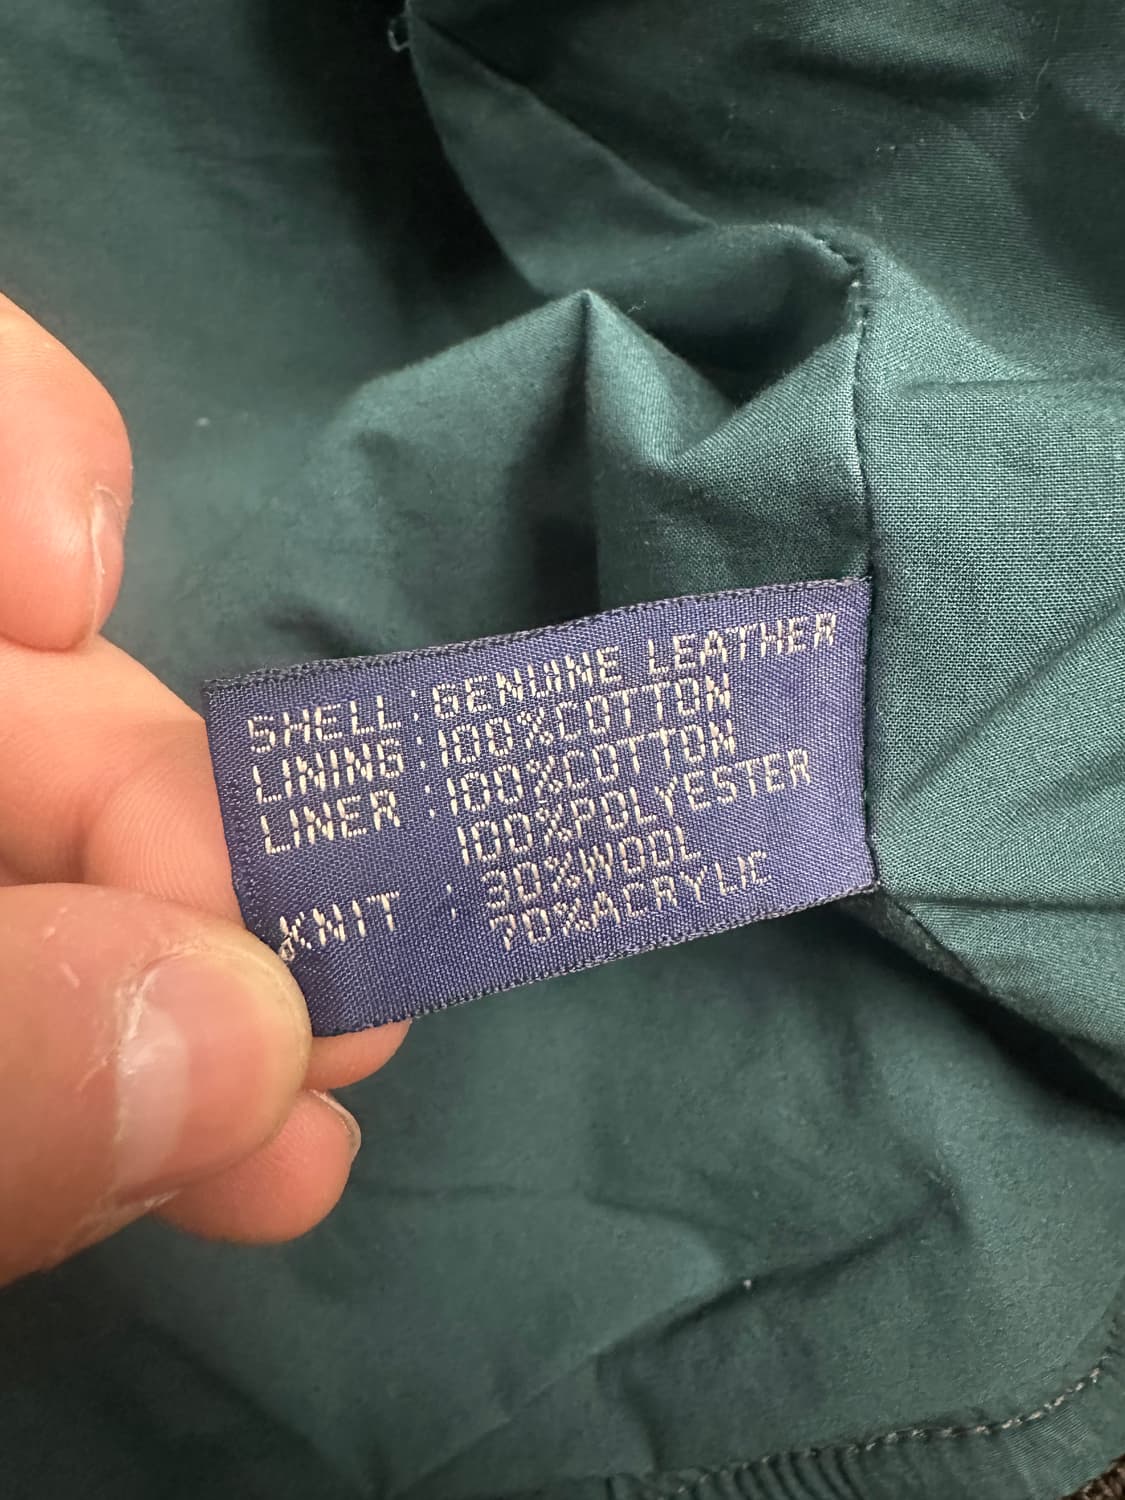 SHELL : GENUINE LEATHER
LINING : 100%COTTON
LINER : 100%COTTON
100%POLYESTER
KNIT : 30%WOOL
70%ACRYLIC